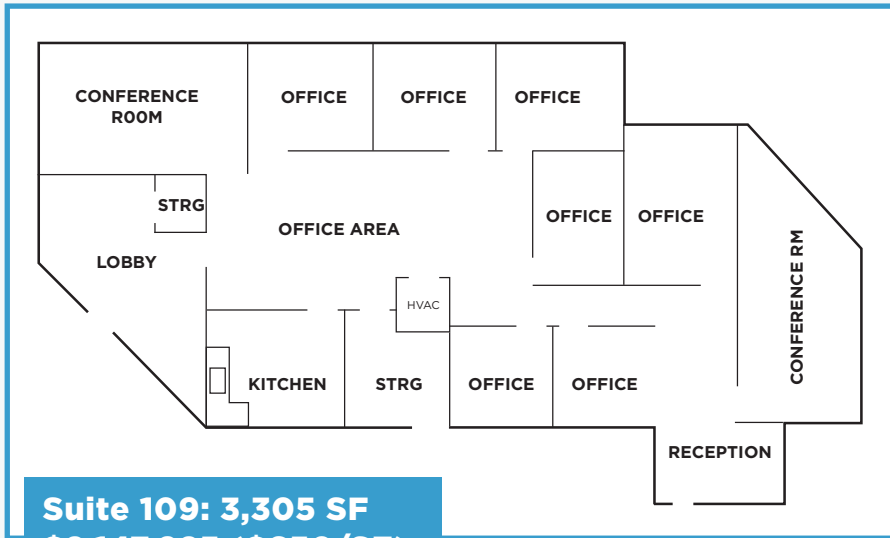 CONFERENCE
ROOM
OFFICE
OFFICE
OFFICE
STRG
OFFICE
OFFICE
OFFICE AREA
LOBBY
CONFERENCE RM
HVAC
KITCHEN
STRG
OFFICE
OFFICE
RECEPTION
Suite 109: 3,305 SF